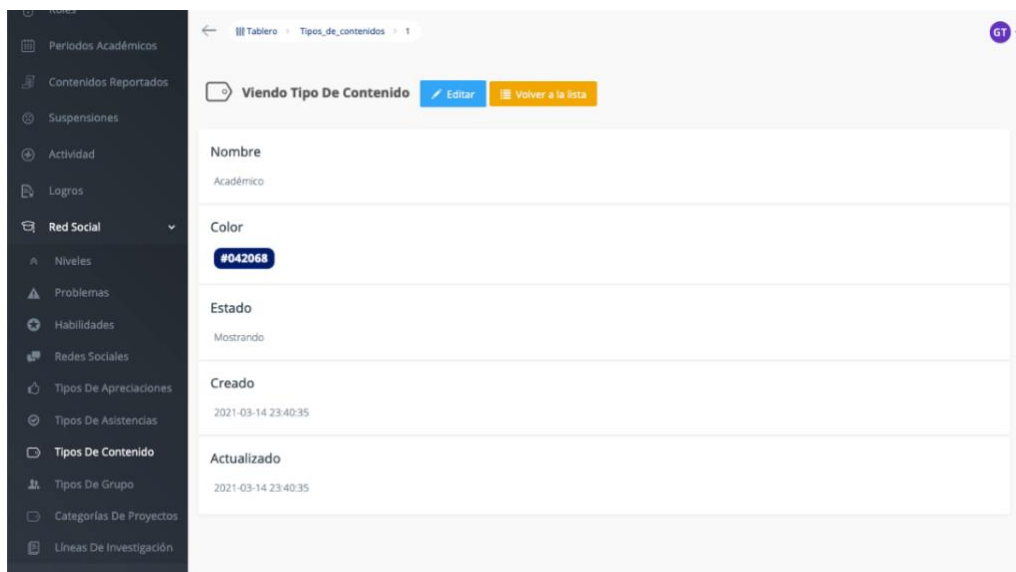 Roles
Periodos Académicos
Contenidos Reportados
Suspensiones
Actividad
Logros
Red Social
Niveles
Problemas
Habilidades
Redes Sociales
Tipos De Apreciaciones
Tipos De Asistencias
Tipos De Contenido
Tipos De Grupo
Categorías De Proyectos
Líneas De Investigación
Tablero Tipos_de_contenidos 1
GT
Viendo Tipo De Contenido Editar Volver a la lista
Nombre
Académico
Color
#042068
Estado
Mostrando
Creado
2021-03-14 23:40:35
Actualizado
2021-03-14 23:40:35